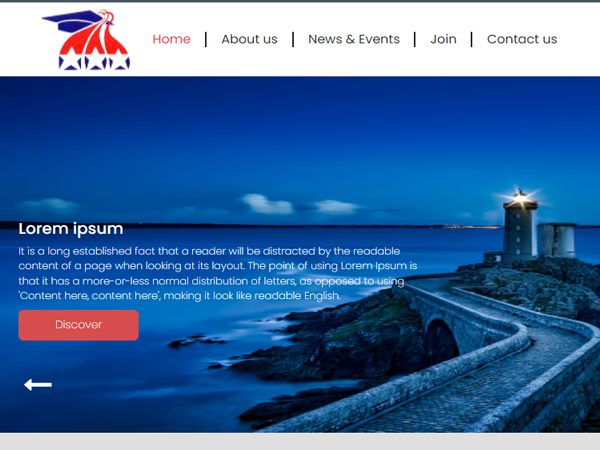 Home
About us
News & Events
Join
Contact us
Lorem ipsum
It is a long established fact that a reader will be distracted by the readable
content of a page when looking at its layout. The point of using Lorem Ipsum is
that it has a more-or-less normal distribution of letters, as opposed to using
'Content here, content here', making it look like readable English.
Discover